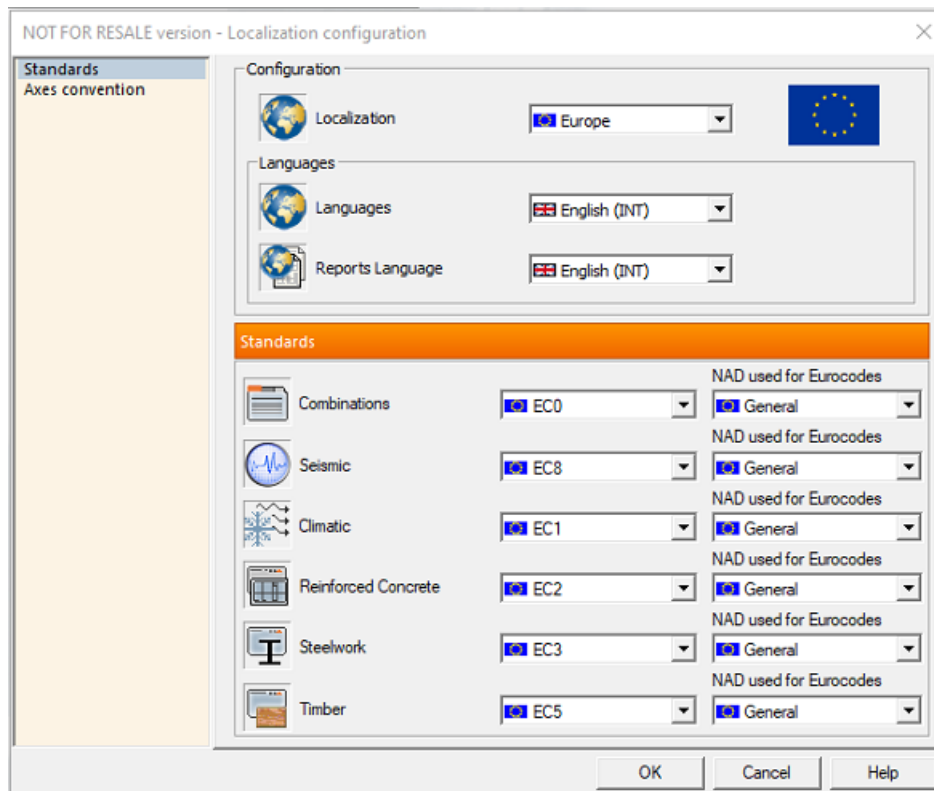 NOT FOR RESALE version - Localization configuration
Standards
Axes convention
Configuration
Localization
Europe
Languages
Languages
English (INT)
Reports Language
English (INT)
Standards
NAD used for Eurocodes
Combinations EC0 General
NAD used for Eurocodes
Seismic EC8 General
NAD used for Eurocodes
Climatic EC1 General
NAD used for Eurocodes
Reinforced Concrete EC2 General
NAD used for Eurocodes
Steelwork EC3 General
NAD used for Eurocodes
Timber EC5 General
OK Cancel Help